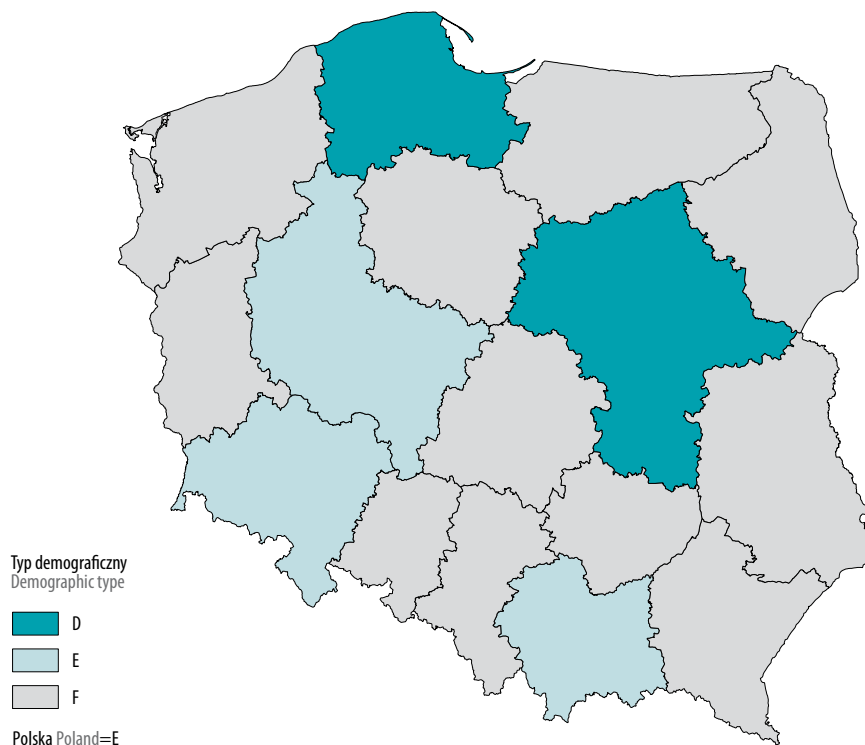 Typ demograficzny
Demographic type
D
E
F
Polska Poland=E